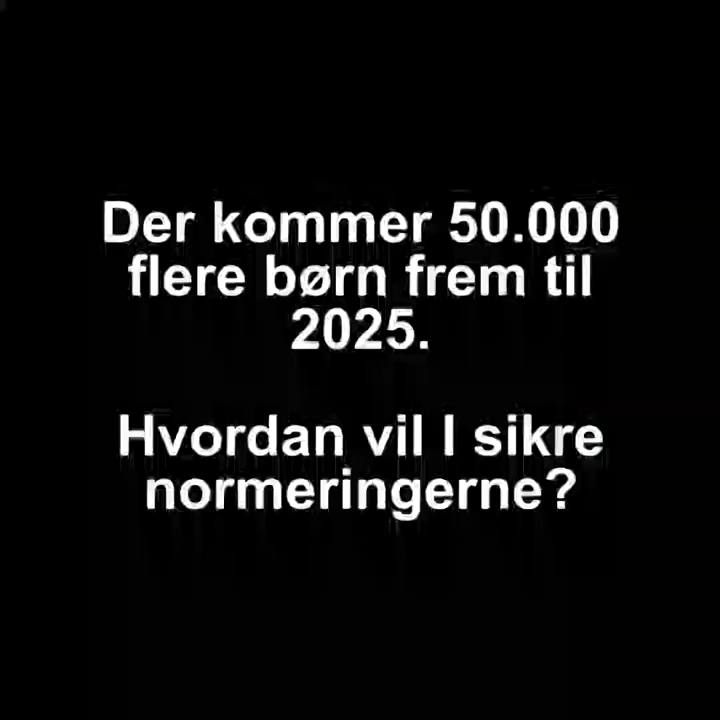 Der kommer 50.000
flere børn frem til
2025.
Hvordan vil I sikre
normeringerne?